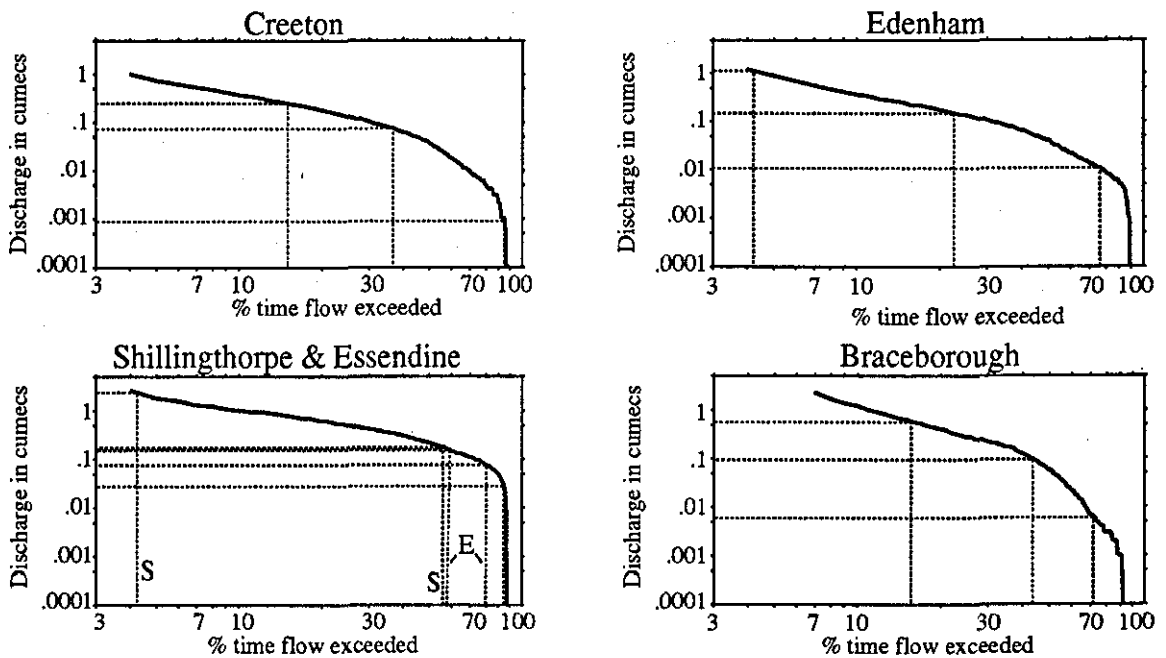 Creeton
Discharge in cumecs
1
.1
.01
.001
.0001
3 7 10 30 70 100
% time flow exceeded
Edenham
Discharge in cumecs
1
.1
.01
.001
.0001
3 7 10 30 70 100
% time flow exceeded
Shillingthorpe & Essendine
Discharge in cumecs
1
.1
.01
.001
.0001
S
S
E
3 7 10 30 70 100
% time flow exceeded
Braceborough
Discharge in cumecs
1
.1
.01
.001
.0001
3 7 10 30 70 100
% time flow exceeded